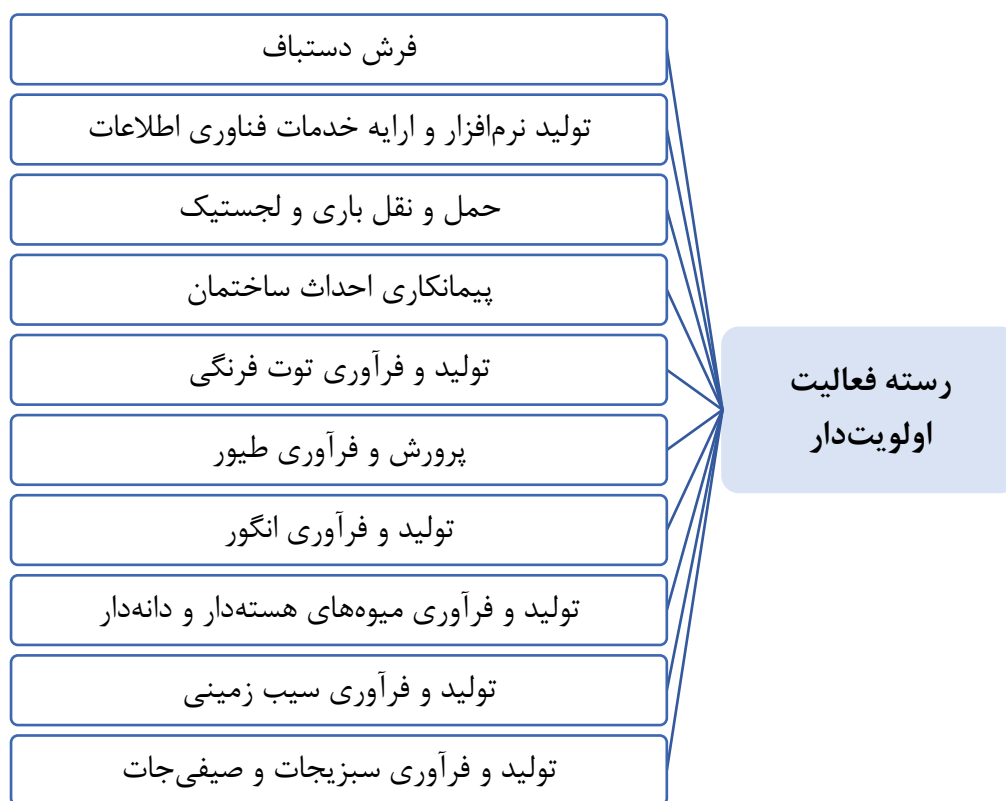 رسته فعالیت
اولویت‌دار
فرش دستباف
تولید نرم‌افزار و ارایه خدمات فناوری اطلاعات
حمل و نقل باری و لجستیک
پیمانکاری احداث ساختمان
تولید و فرآوری توت فرنگی
پرورش و فرآوری طیور
تولید و فرآوری انگور
تولید و فرآوری میوه‌های هسته‌دار و دانه‌دار
تولید و فرآوری سیب زمینی
تولید و فرآوری سبزیجات و صیفی‌جات